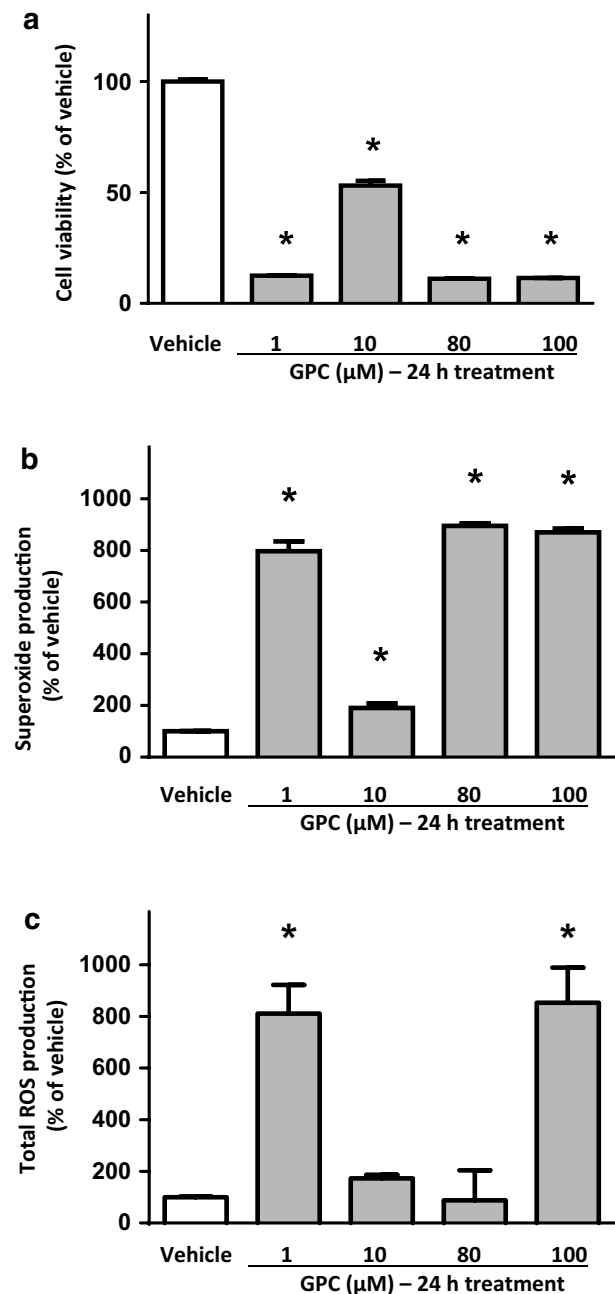 a
Cell viability (% of vehicle)
100
50
0
*
*
*
*
Vehicle 1 10 80 100
GPC (µM) – 24 h treatment
b
Superoxide production
(% of vehicle)
1000
800
600
400
200
0
*
*
*
*
Vehicle 1 10 80 100
GPC (µM) – 24 h treatment
c
Total ROS production
(% of vehicle)
1000
800
600
400
200
0
*
*
Vehicle 1 10 80 100
GPC (µM) – 24 h treatment